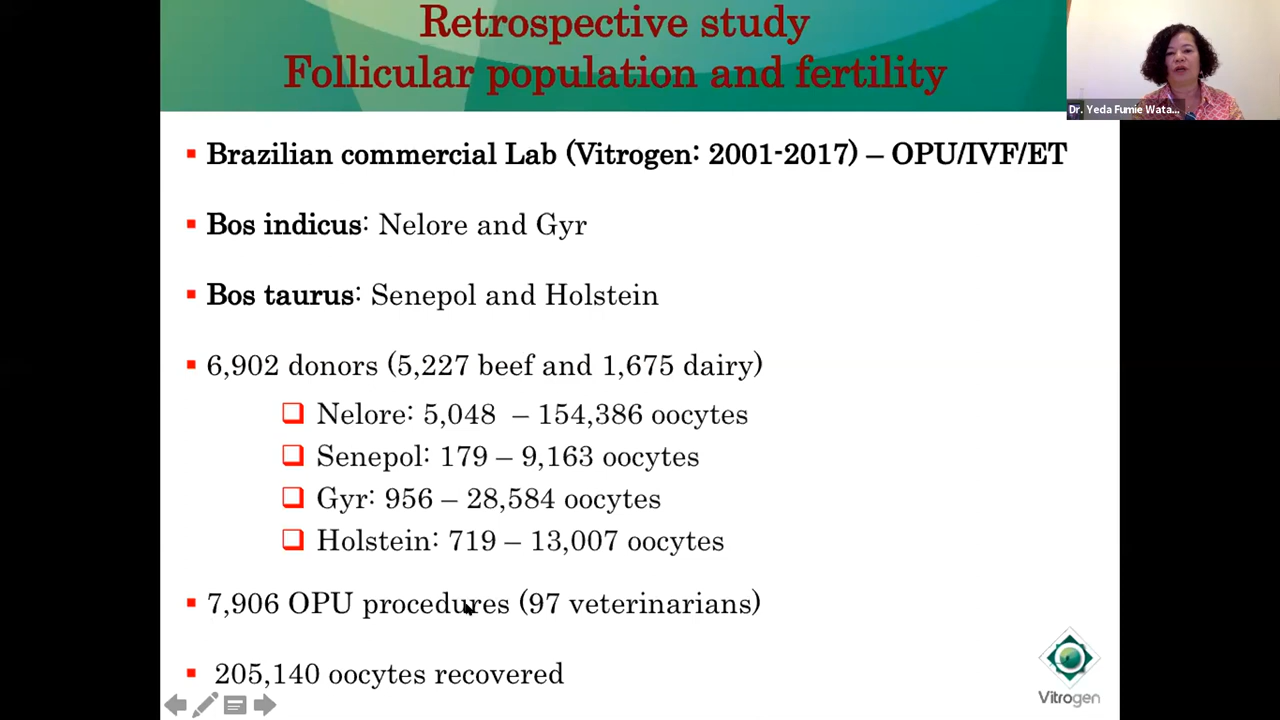 Retrospective study
Follicular population and fertility
Dr. Yeda Fumie Wata...
Brazilian commercial Lab (Vitrogen: 2001-2017) – OPU/IVF/ET
Bos indicus: Nelore and Gyr
Bos taurus: Senepol and Holstein
6,902 donors (5,227 beef and 1,675 dairy)
Nelore: 5,048 – 154,386 oocytes
Senepol: 179 – 9,163 oocytes
Gyr: 956 – 28,584 oocytes
Holstein: 719 – 13,007 oocytes
7,906 OPU procedures (97 veterinarians)
205,140 oocytes recovered
Vitrogen